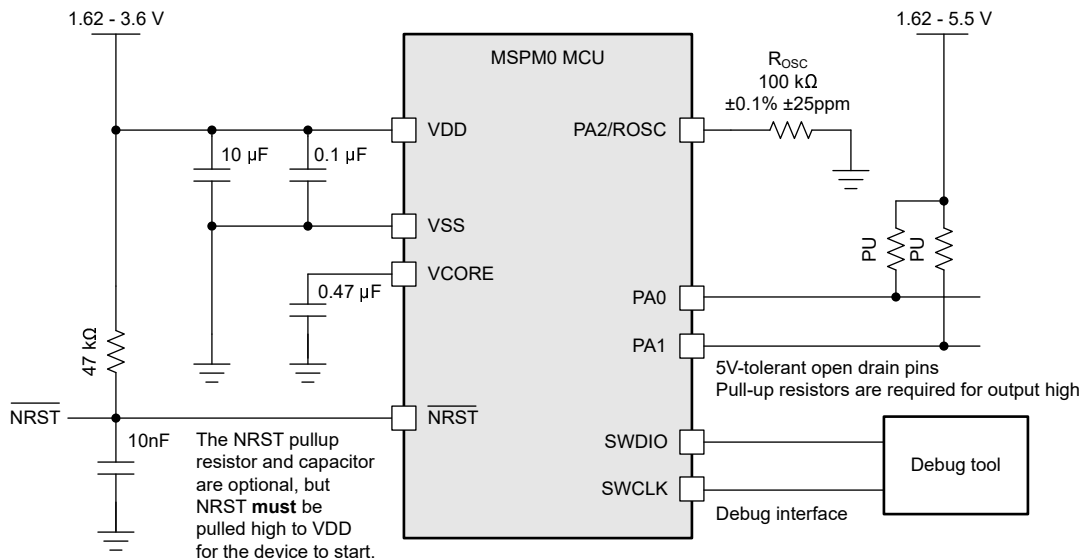 1.62 - 3.6 V
1.62 - 5.5 V
MSPM0 MCU
ROSC
100 kΩ
±0.1% ±25ppm
VDD
PA2/ROSC
10 µF
0.1 µF
VSS
VCORE
0.47 µF
PU
PU
PA0
PA1
47 kΩ
5V-tolerant open drain pins
Pull-up resistors are required for output high
NRST
NRST
10nF
The NRST pullup
resistor and capacitor
are optional, but
NRST must be
pulled high to VDD
for the device to start.
SWDIO
SWCLK
Debug tool
Debug interface